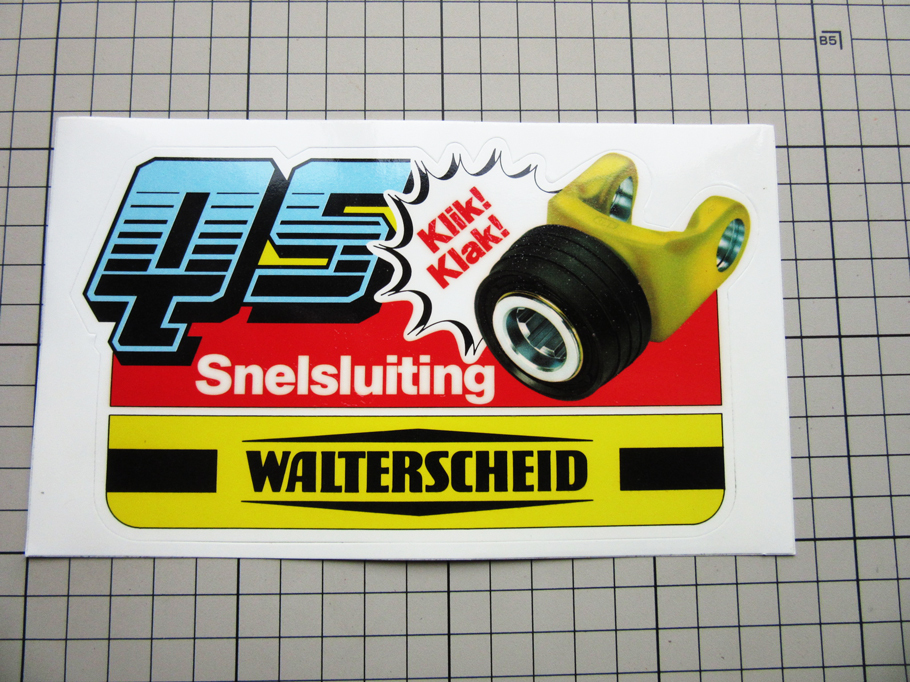 B5
QS
Klik!
Klak!
Snelsluiting
WALTERSCHEID